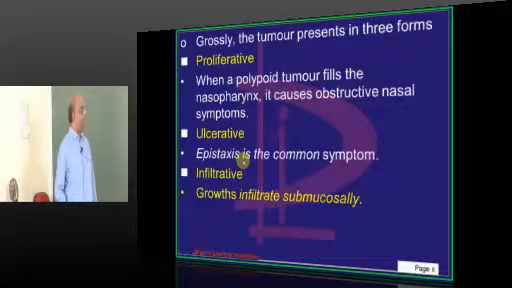 o Grossly, the tumour presents in three forms
■ Proliferative
• When a polypoid tumour fills the
nasopharynx, it causes obstructive nasal
symptoms.
■ Ulcerative
• Epistaxis is the common symptom.
■ Infiltrative
• Growths infiltrate submucosally.
Page 8